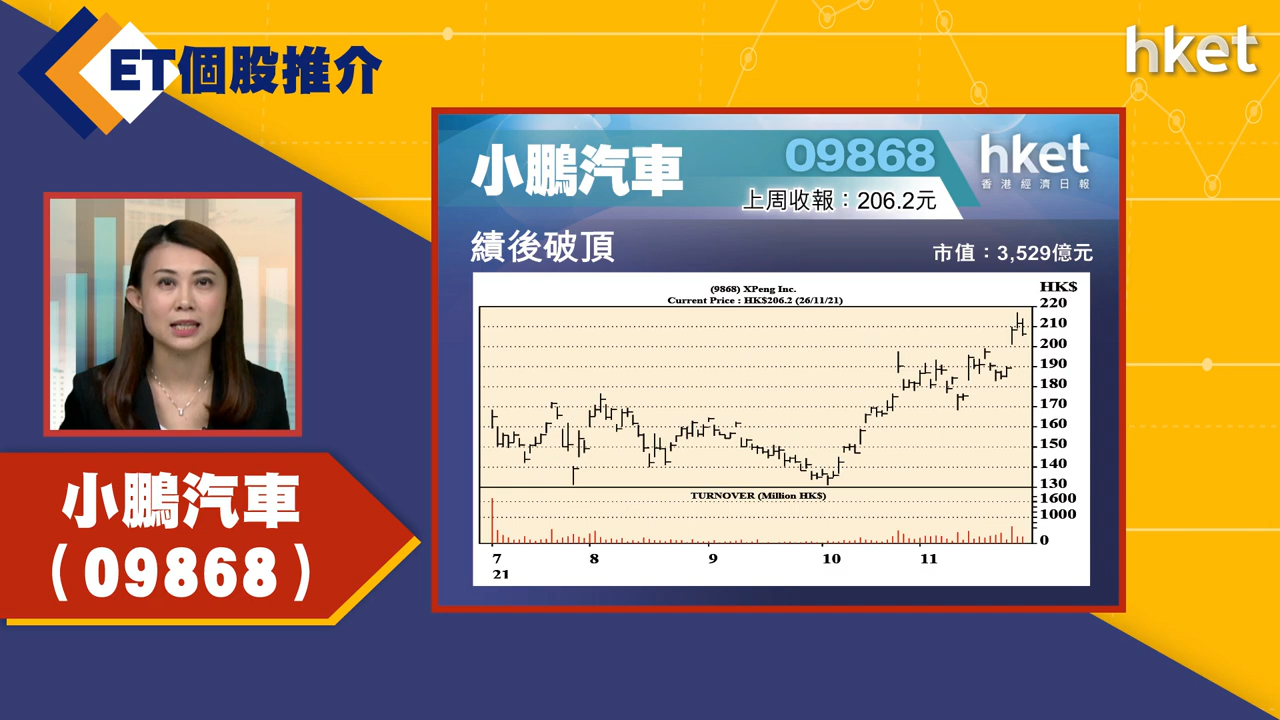 ET個股推介
hket
小鵬汽車
09868
hket
香港經濟日報
上周收報：206.2元
績後破頂
市值：3,529億元
(9868) XPeng Inc.
Current Price : HK$206.2 (26/11/21)
HK$
220
210
200
190
180
170
160
150
140
130
TURNOVER (Million HK$)
1600
1000
0
7 8 9 10 11
21
小鵬汽車
（09868）